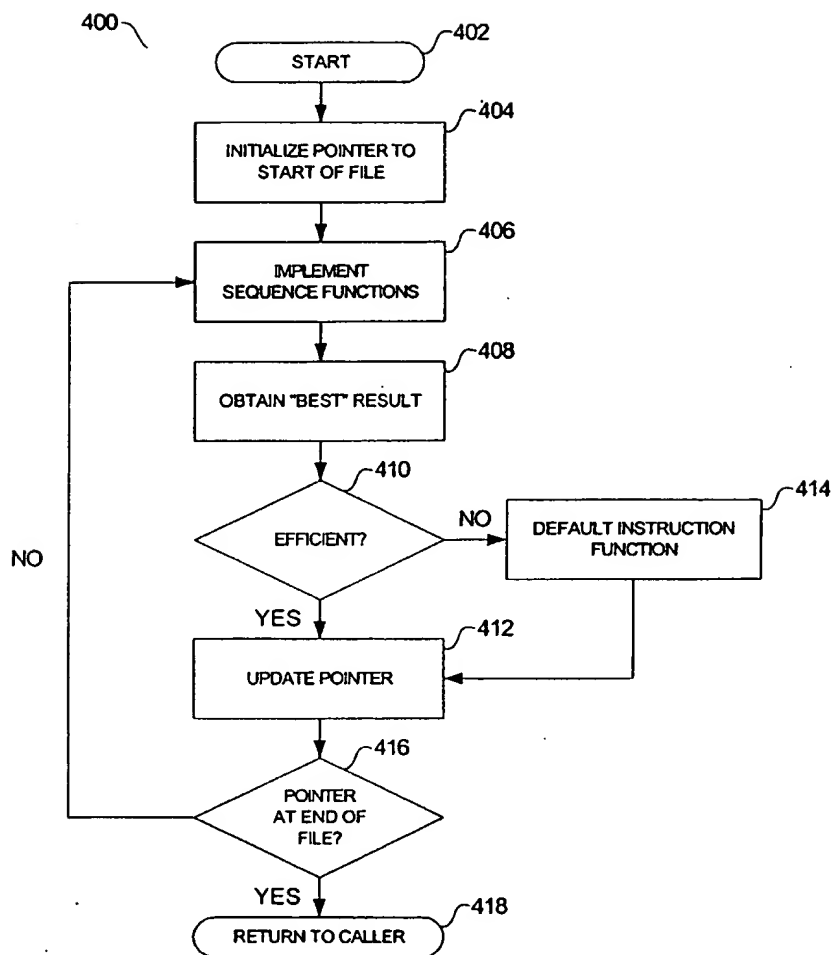 400
402
START
404
INITIALIZE POINTER TO
START OF FILE
406
IMPLEMENT
SEQUENCE FUNCTIONS
408
OBTAIN "BEST" RESULT
410
EFFICIENT?
NO
414
DEFAULT INSTRUCTION
FUNCTION
NO
YES
412
UPDATE POINTER
416
POINTER
AT END OF
FILE?
YES
418
RETURN TO CALLER